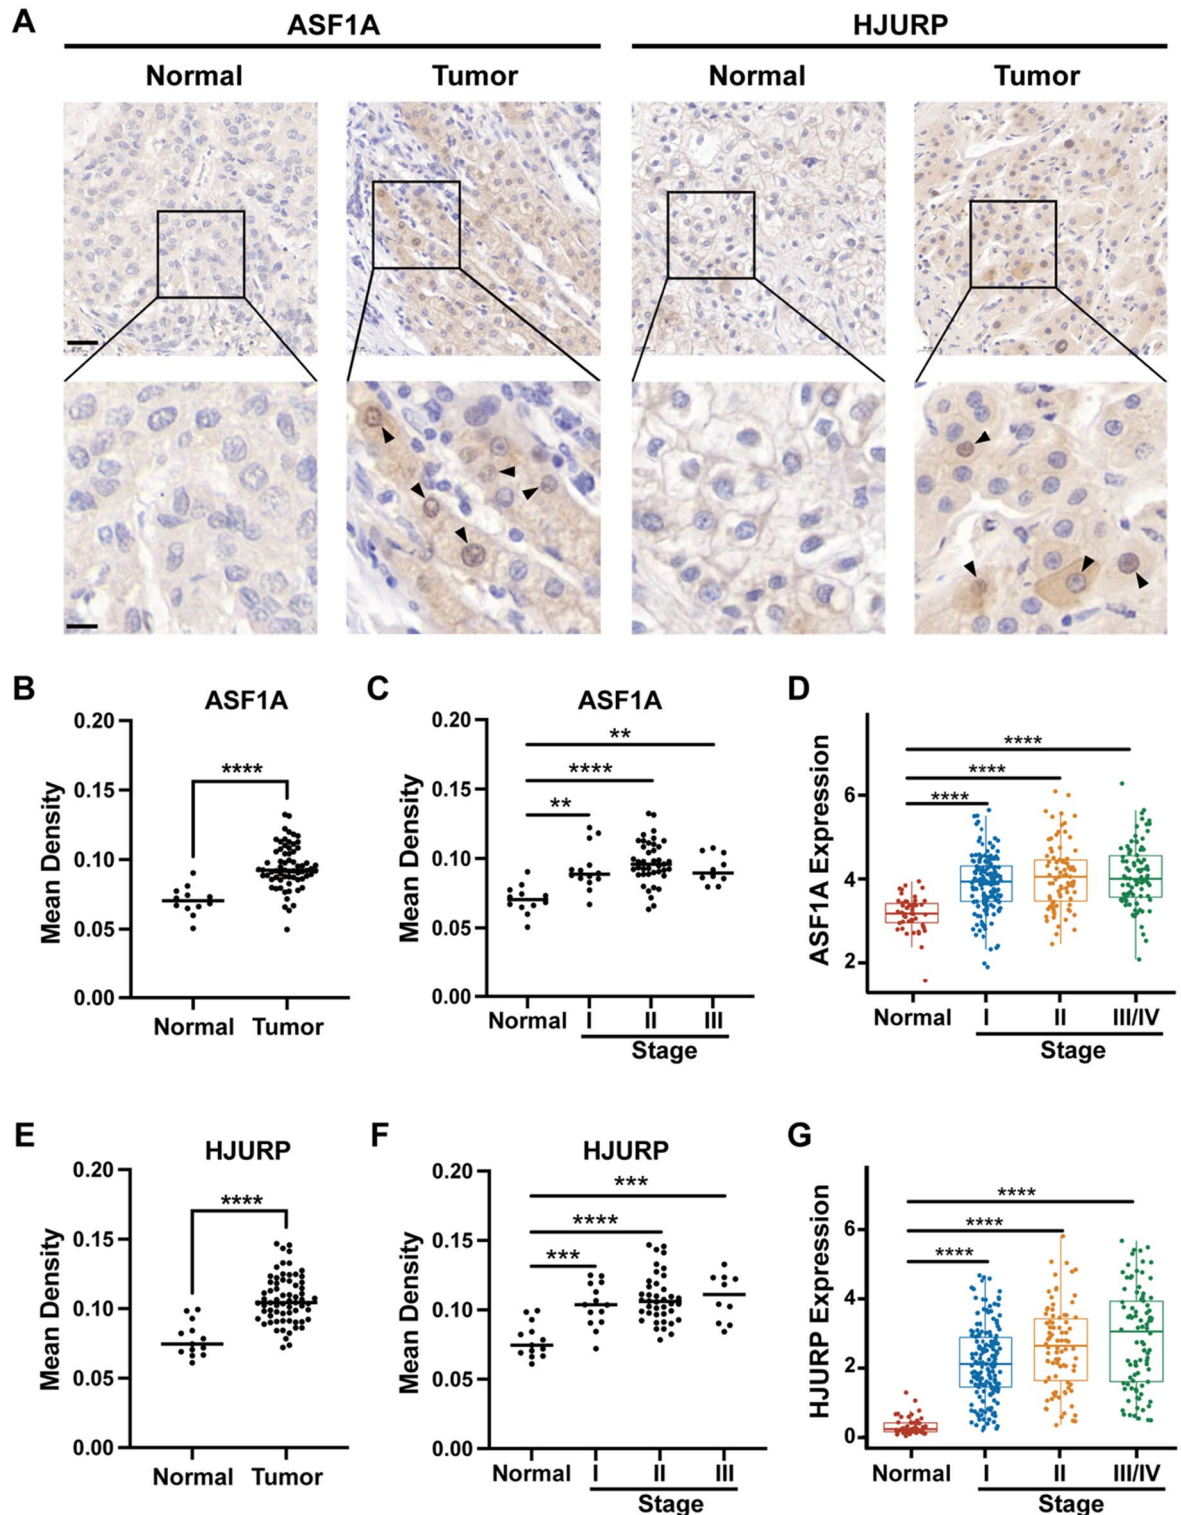 A
ASF1A
HJURP
Normal
Tumor
Normal
Tumor
B
ASF1A
Mean Density
0.20
0.15
0.10
0.05
0.00
****
Normal
Tumor
C
ASF1A
Mean Density
0.20
0.15
0.10
0.05
0.00
**
****
**
Normal
I
II
III
Stage
D
ASF1A Expression
6
4
2
****
****
****
Normal
I
II
III/IV
Stage
E
HJURP
Mean Density
0.20
0.15
0.10
0.05
0.00
****
Normal
Tumor
F
HJURP
Mean Density
0.20
0.15
0.10
0.05
0.00
***
****
***
Normal
I
II
III
Stage
G
HJURP Expression
6
4
2
0
****
****
****
Normal
I
II
III/IV
Stage